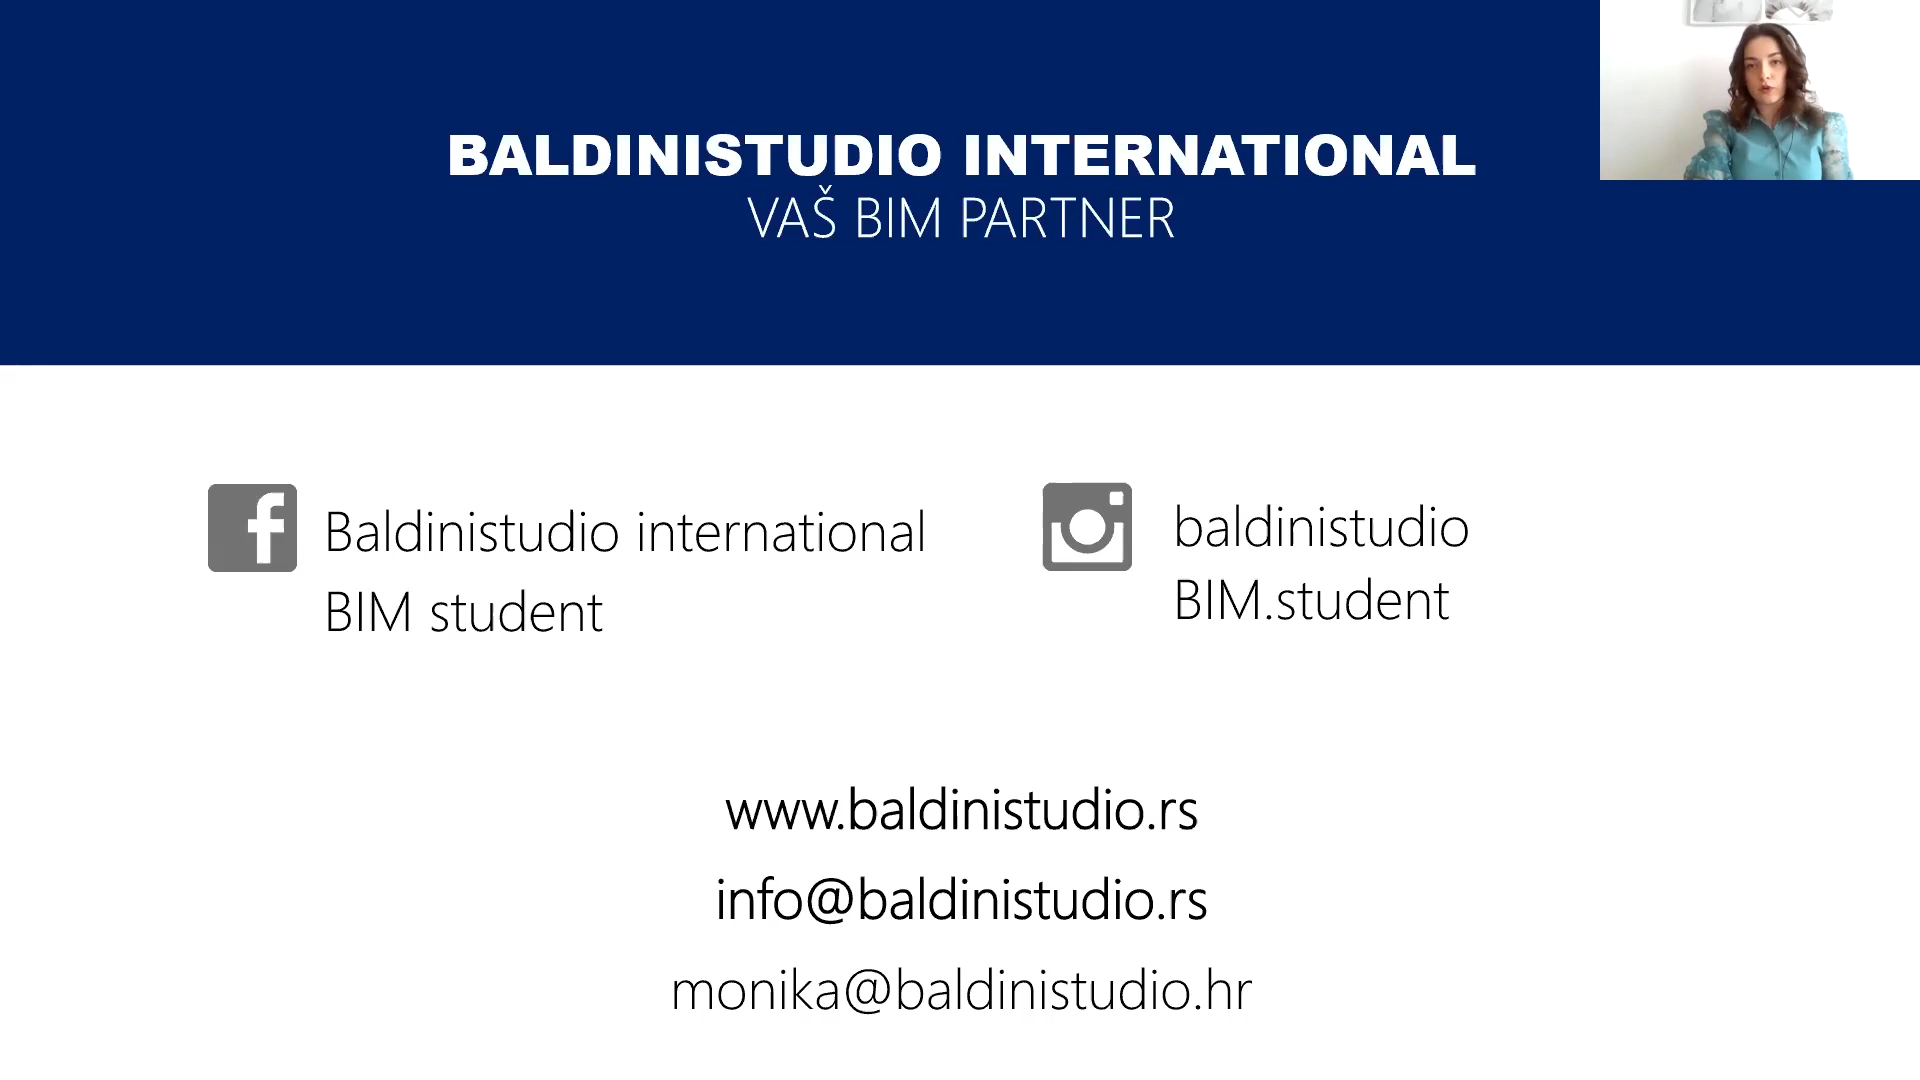 BALDINISTUDIO INTERNATIONAL
VAŠ BIM PARTNER
Baldinistudio international
BIM student
baldinistudio
BIM.student
www.baldinistudio.rs
info@baldinistudio.rs
monika@baldinistudio.hr